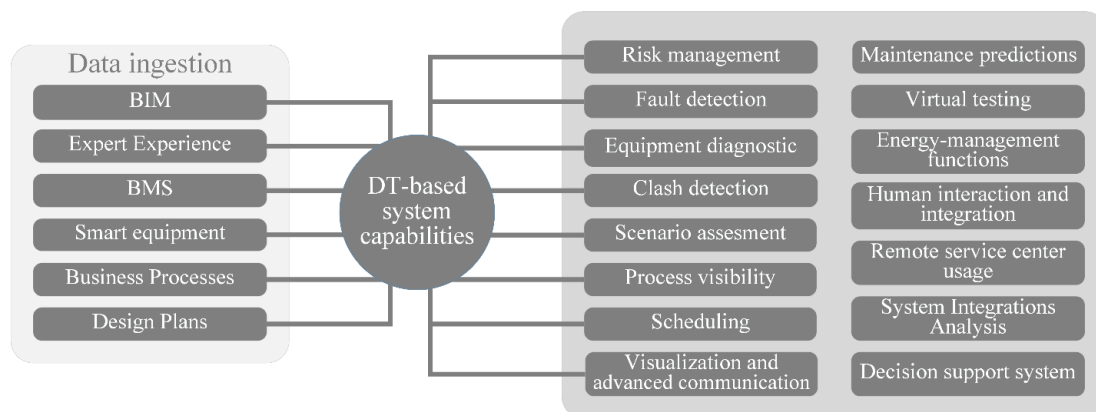 Data ingestion
BIM
Expert Experience
BMS
Smart equipment
Business Processes
Design Plans
DT-based
system
capabilities
Risk management
Fault detection
Equipment diagnostic
Clash detection
Scenario assesment
Process visibility
Scheduling
Visualization and
advanced communication
Maintenance predictions
Virtual testing
Energy-management
functions
Human interaction and
integration
Remote service center
usage
System Integrations
Analysis
Decision support system